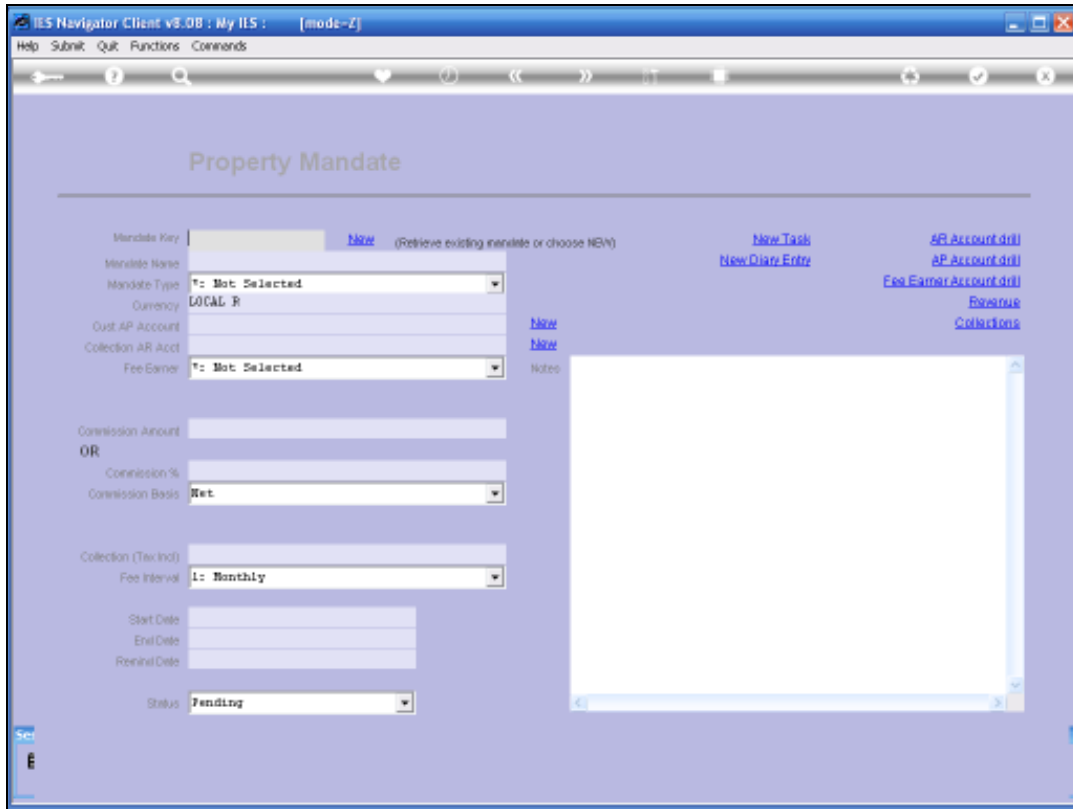 IES Navigator Client v8.08 : My IES : [mode=Z]
Help Submit Quit Functions Commands
Property Mandate
Mandate Key New (Retrieve existing mandate or choose NEW) New Task AR Account drill
Mandate Name New Diary Entry AP Account drill
Mandate Type *: Not Selected Fee Earner Account drill
Currency LOCAL R Revenue
Cust AP Account New Collections
Collection AR Acct New
Fee Earner *: Not Selected Notes
Commission Amount
OR
Commission %
Commission Basis Net
Collection (Tax Incl)
Fee Interval 1: Monthly
Start Date
End Date
Remind Date
Status Pending
Ser